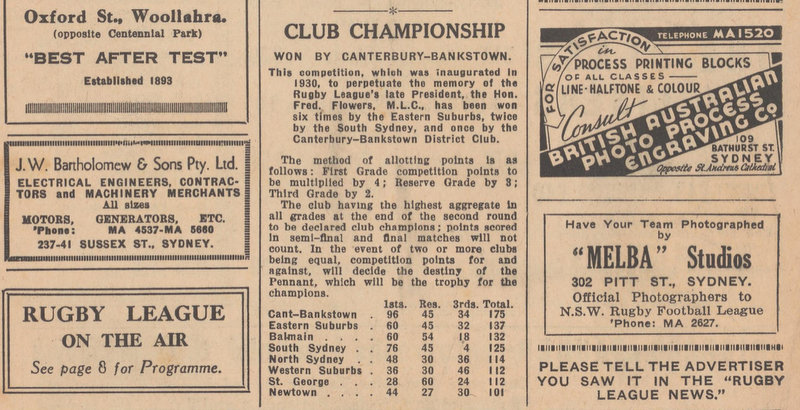 Oxford St., Woollahra.
(opposite Centennial Park)
"BEST AFTER TEST"
Established 1893
J. W. Bartholomew & Sons Pty. Ltd.
ELECTRICAL ENGINEERS, CONTRAC-
TORS and MACHINERY MERCHANTS
All sizes
MOTORS, GENERATORS, ETC.
'Phone: MA 4537-MA 5660
237-41 SUSSEX ST., SYDNEY.
RUGBY LEAGUE
ON THE AIR
See page 8 for Programme.
CLUB CHAMPIONSHIP
WON BY CANTERBURY-BANKSTOWN.
This competition, which was inaugurated in
1930, to perpetuate the memory of the
Rugby League's late President, the Hon.
Fred. Flowers, M.L.C., has been won
six times by the Eastern Suburbs, twice
by the South Sydney, and once by the
Canterbury-Bankstown District Club.
The method of allotting points is as
follows: First Grade competition points to
be multiplied by 4; Reserve Grade by 3;
Third Grade by 2.
The club having the highest aggregate in
all grades at the end of the second round
to be declared club champions; points scored
in semi-final and final matches will not
count. In the event of two or more clubs
being equal, competition points for and
against, will decide the destiny of the
Pennant, which will be the trophy for the
champions.
1sts. Res. 3rds. Total.
Cant-Bankstown . 96 45 34 175
Eastern Suburbs . 60 45 32 137
Balmain . . . . 60 54 18 132
South Sydney . . 76 45 4 125
North Sydney . . 48 30 36 114
Western Suburbs . 36 30 46 112
St. George . . . 28 60 24 112
Newtown . . . . . 44 27 30 101
TELEPHONE MA1520
FOR SATISFACTION
in
PROCESS PRINTING BLOCKS
OF ALL CLASSES
LINE·HALFTONE & COLOUR
Consult
BRITISH AUSTRALIAN
PHOTO PROCESS
ENGRAVING Co
109
BATHURST ST.
SYDNEY
Opposite St. Andrews Cathedral
Have Your Team Photographed
by
"MELBA" Studios
302 PITT ST., SYDNEY.
Official Photographers to
N.S.W. Rugby Football League
'Phone: MA 2627.
PLEASE TELL THE ADVERTISER
YOU SAW IT IN THE "RUGBY
LEAGUE NEWS."